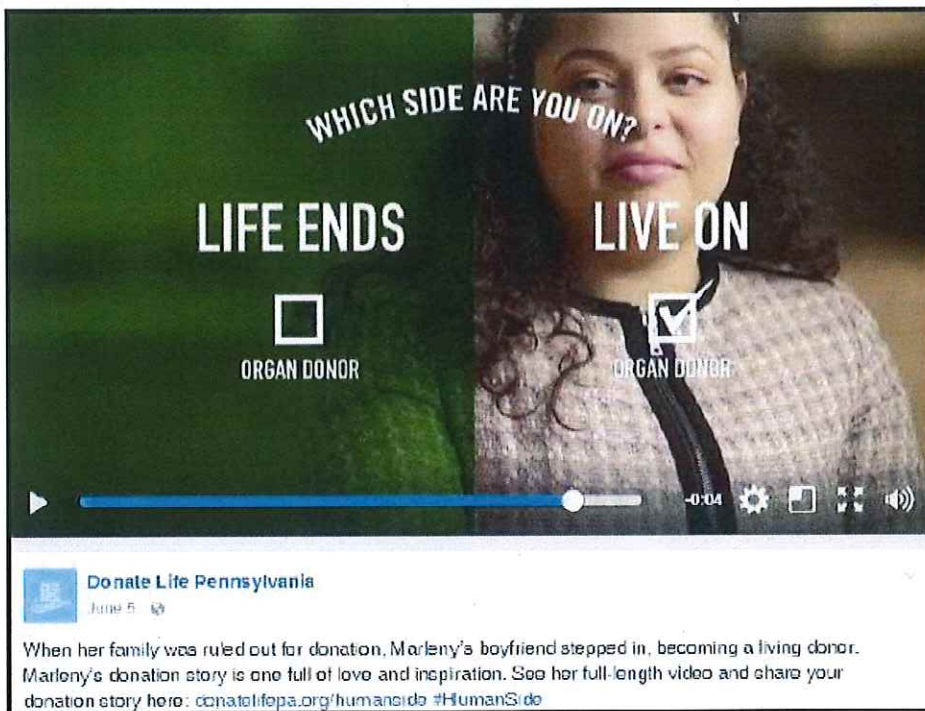 WHICH SIDE ARE YOU ON?
LIFE ENDS
LIVE ON
ORGAN DONOR
ORGAN DONOR
-0:04
Donate Life Pennsylvania
June 5
When her family was ruled out for donation, Marleny's boyfriend stepped in, becoming a living donor.
Marleny's donation story is one full of love and inspiration. See her full-length video and share your
donation story here: donatelifepa.org/humanside #HumanSide